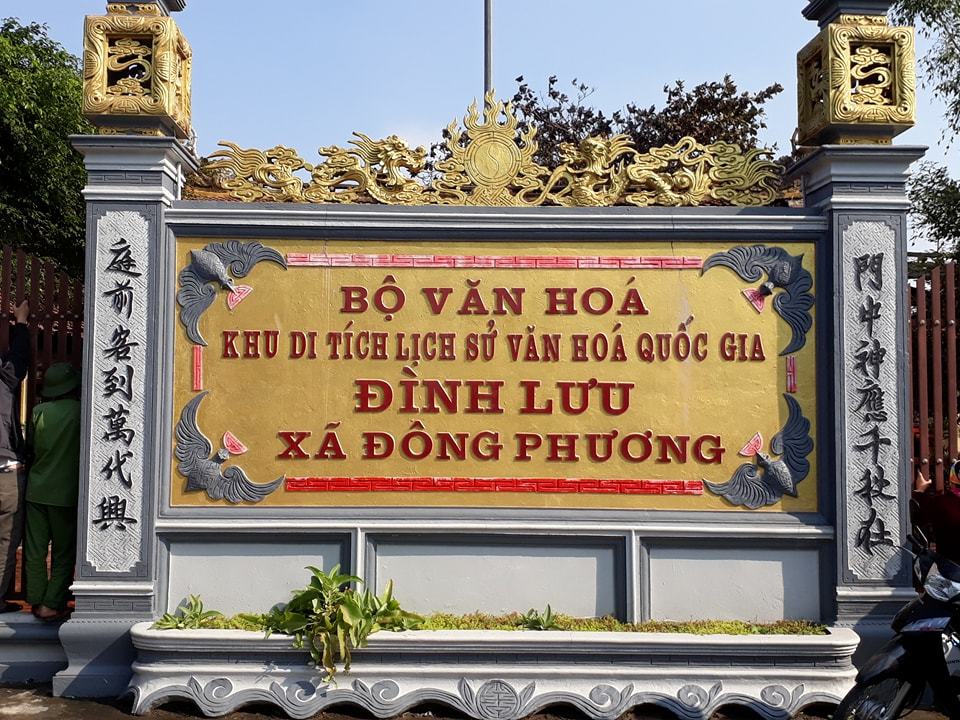 BỘ VĂN HOÁ
KHU DI TÍCH LỊCH SỬ VĂN HOÁ QUỐC GIA
ĐÌNH LƯU
XÃ ĐÔNG PHƯƠNG
門中神應千秋壯
庭前客到萬代興